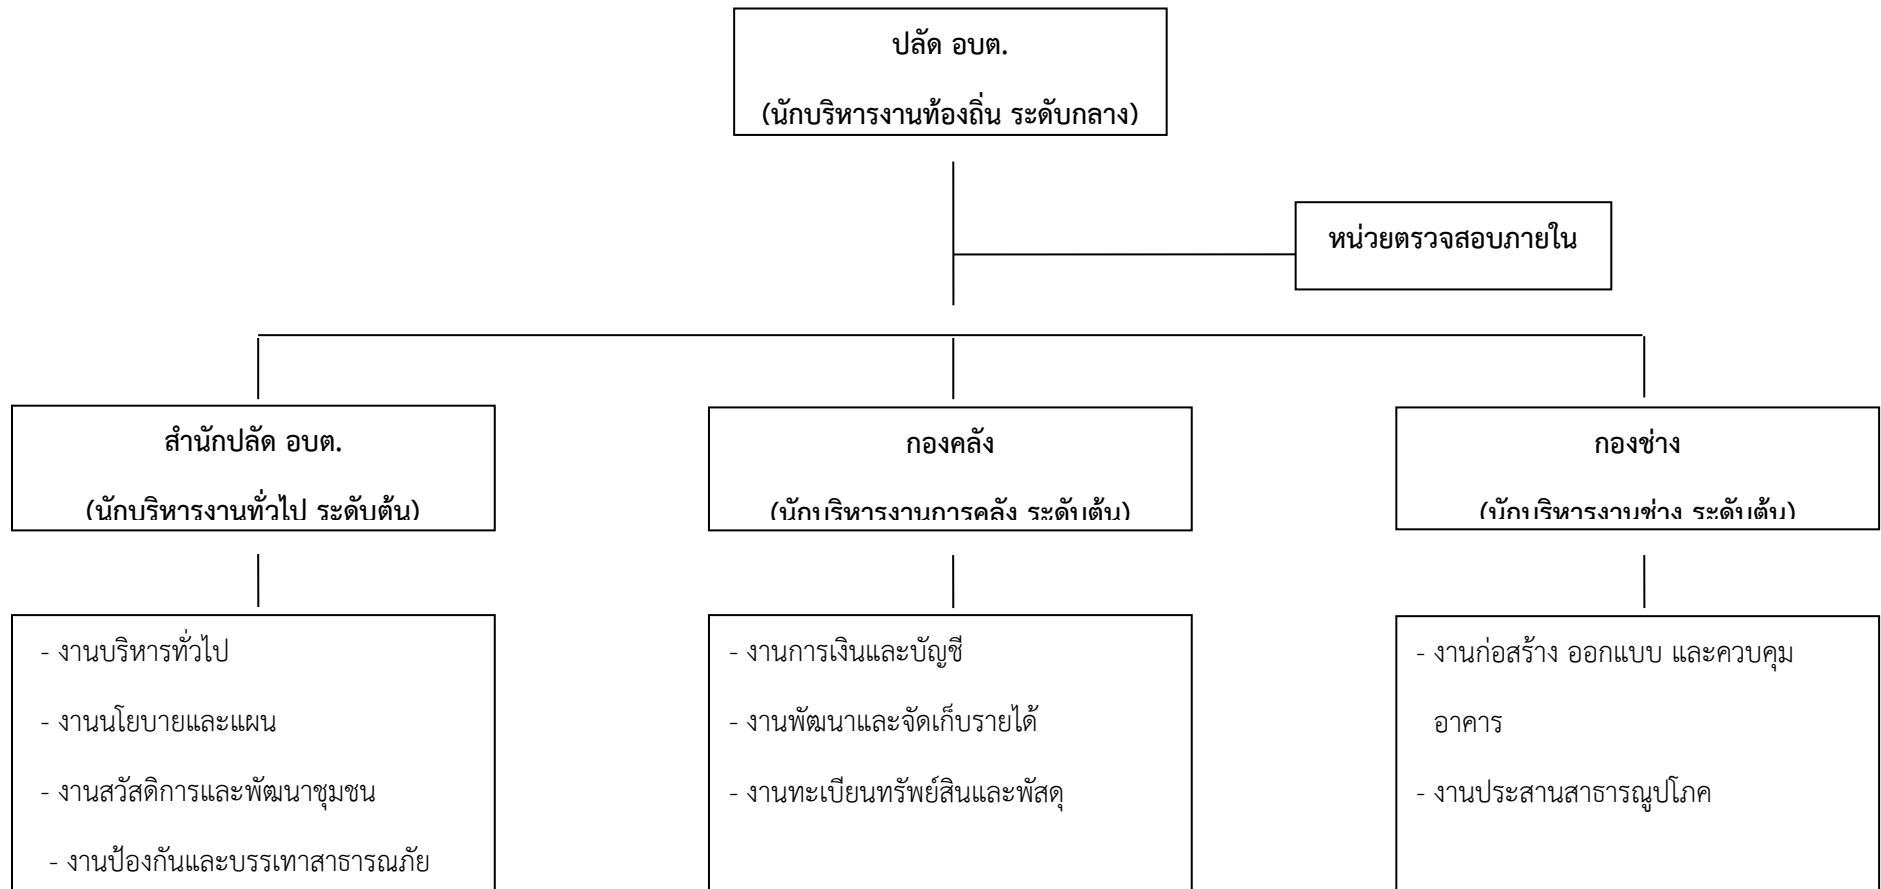 ปลัด อบต.
(นักบริหารงานท้องถิ่น ระดับกลาง)
หน่วยตรวจสอบภายใน
สำนักปลัด อบต.
(นักบริหารงานทั่วไป ระดับต้น)
กองคลัง
(นักบริหารงานการคลัง ระดับต้น)
กองช่าง
(นักบริหารงานช่าง ระดับต้น)
- งานบริหารทั่วไป
- งานนโยบายและแผน
- งานสวัสดิการและพัฒนาชุมชน
- งานป้องกันและบรรเทาสาธารณภัย
- งานการเงินและบัญชี
- งานพัฒนาและจัดเก็บรายได้
- งานทะเบียนทรัพย์สินและพัสดุ
- งานก่อสร้าง ออกแบบ และควบคุม
อาคาร
- งานประสานสาธารณูปโภค